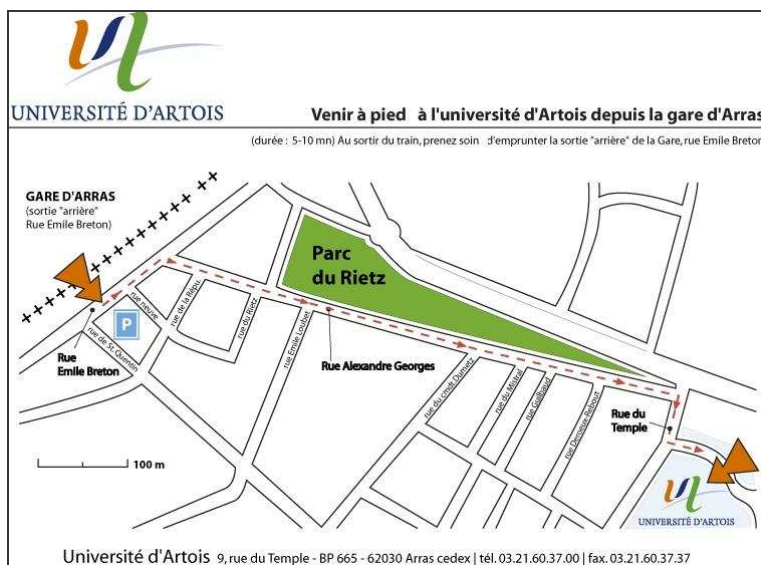 UNIVERSITÉ D'ARTOIS
Venir à pied à l'université d'Artois depuis la gare d'Arras
(durée : 5-10 mn) Au sortir du train, prenez soin d'emprunter la sortie "arrière" de la Gare, rue Emile Breton
GARE D'ARRAS
(sortie "arrière"
Rue Emile Breton)
Parc
du Rietz
rue neuve
rue de la Répu.
rue du Rietz
P
rue de St. Quentin
Rue
Emile Breton
rue Emile Loubet
Rue Alexandre Georges
rue du cmdt Dumetz
rue du Mistral
rue Guilbaud
rue Deroeux-Rebout
Rue du
Temple
100 m
UNIVERSITÉ D'ARTOIS
Université d'Artois 9, rue du Temple - BP 665 - 62030 Arras cedex | tél. 03.21.60.37.00 | fax. 03.21.60.37.37